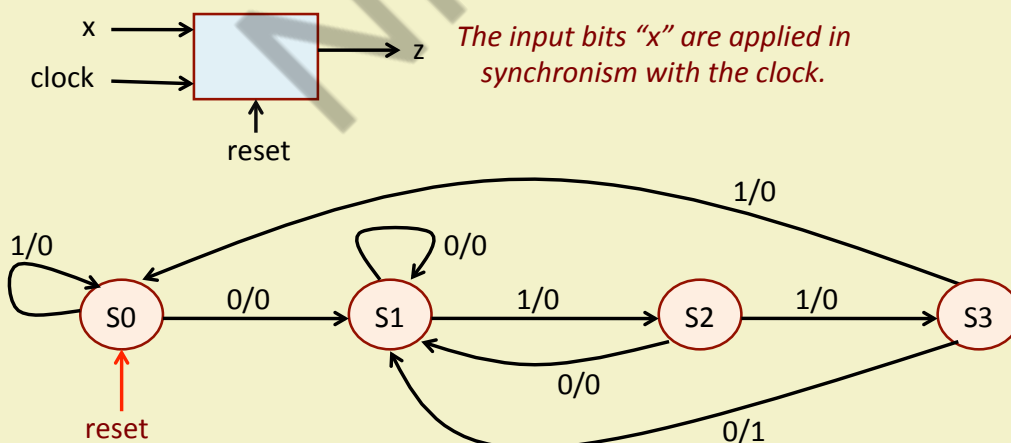 x
clock
z
reset
The input bits “x” are applied in
synchronism with the clock.
1/0
1/0
0/0
0/0
1/0
1/0
S0
S1
S2
S3
0/0
0/1
reset